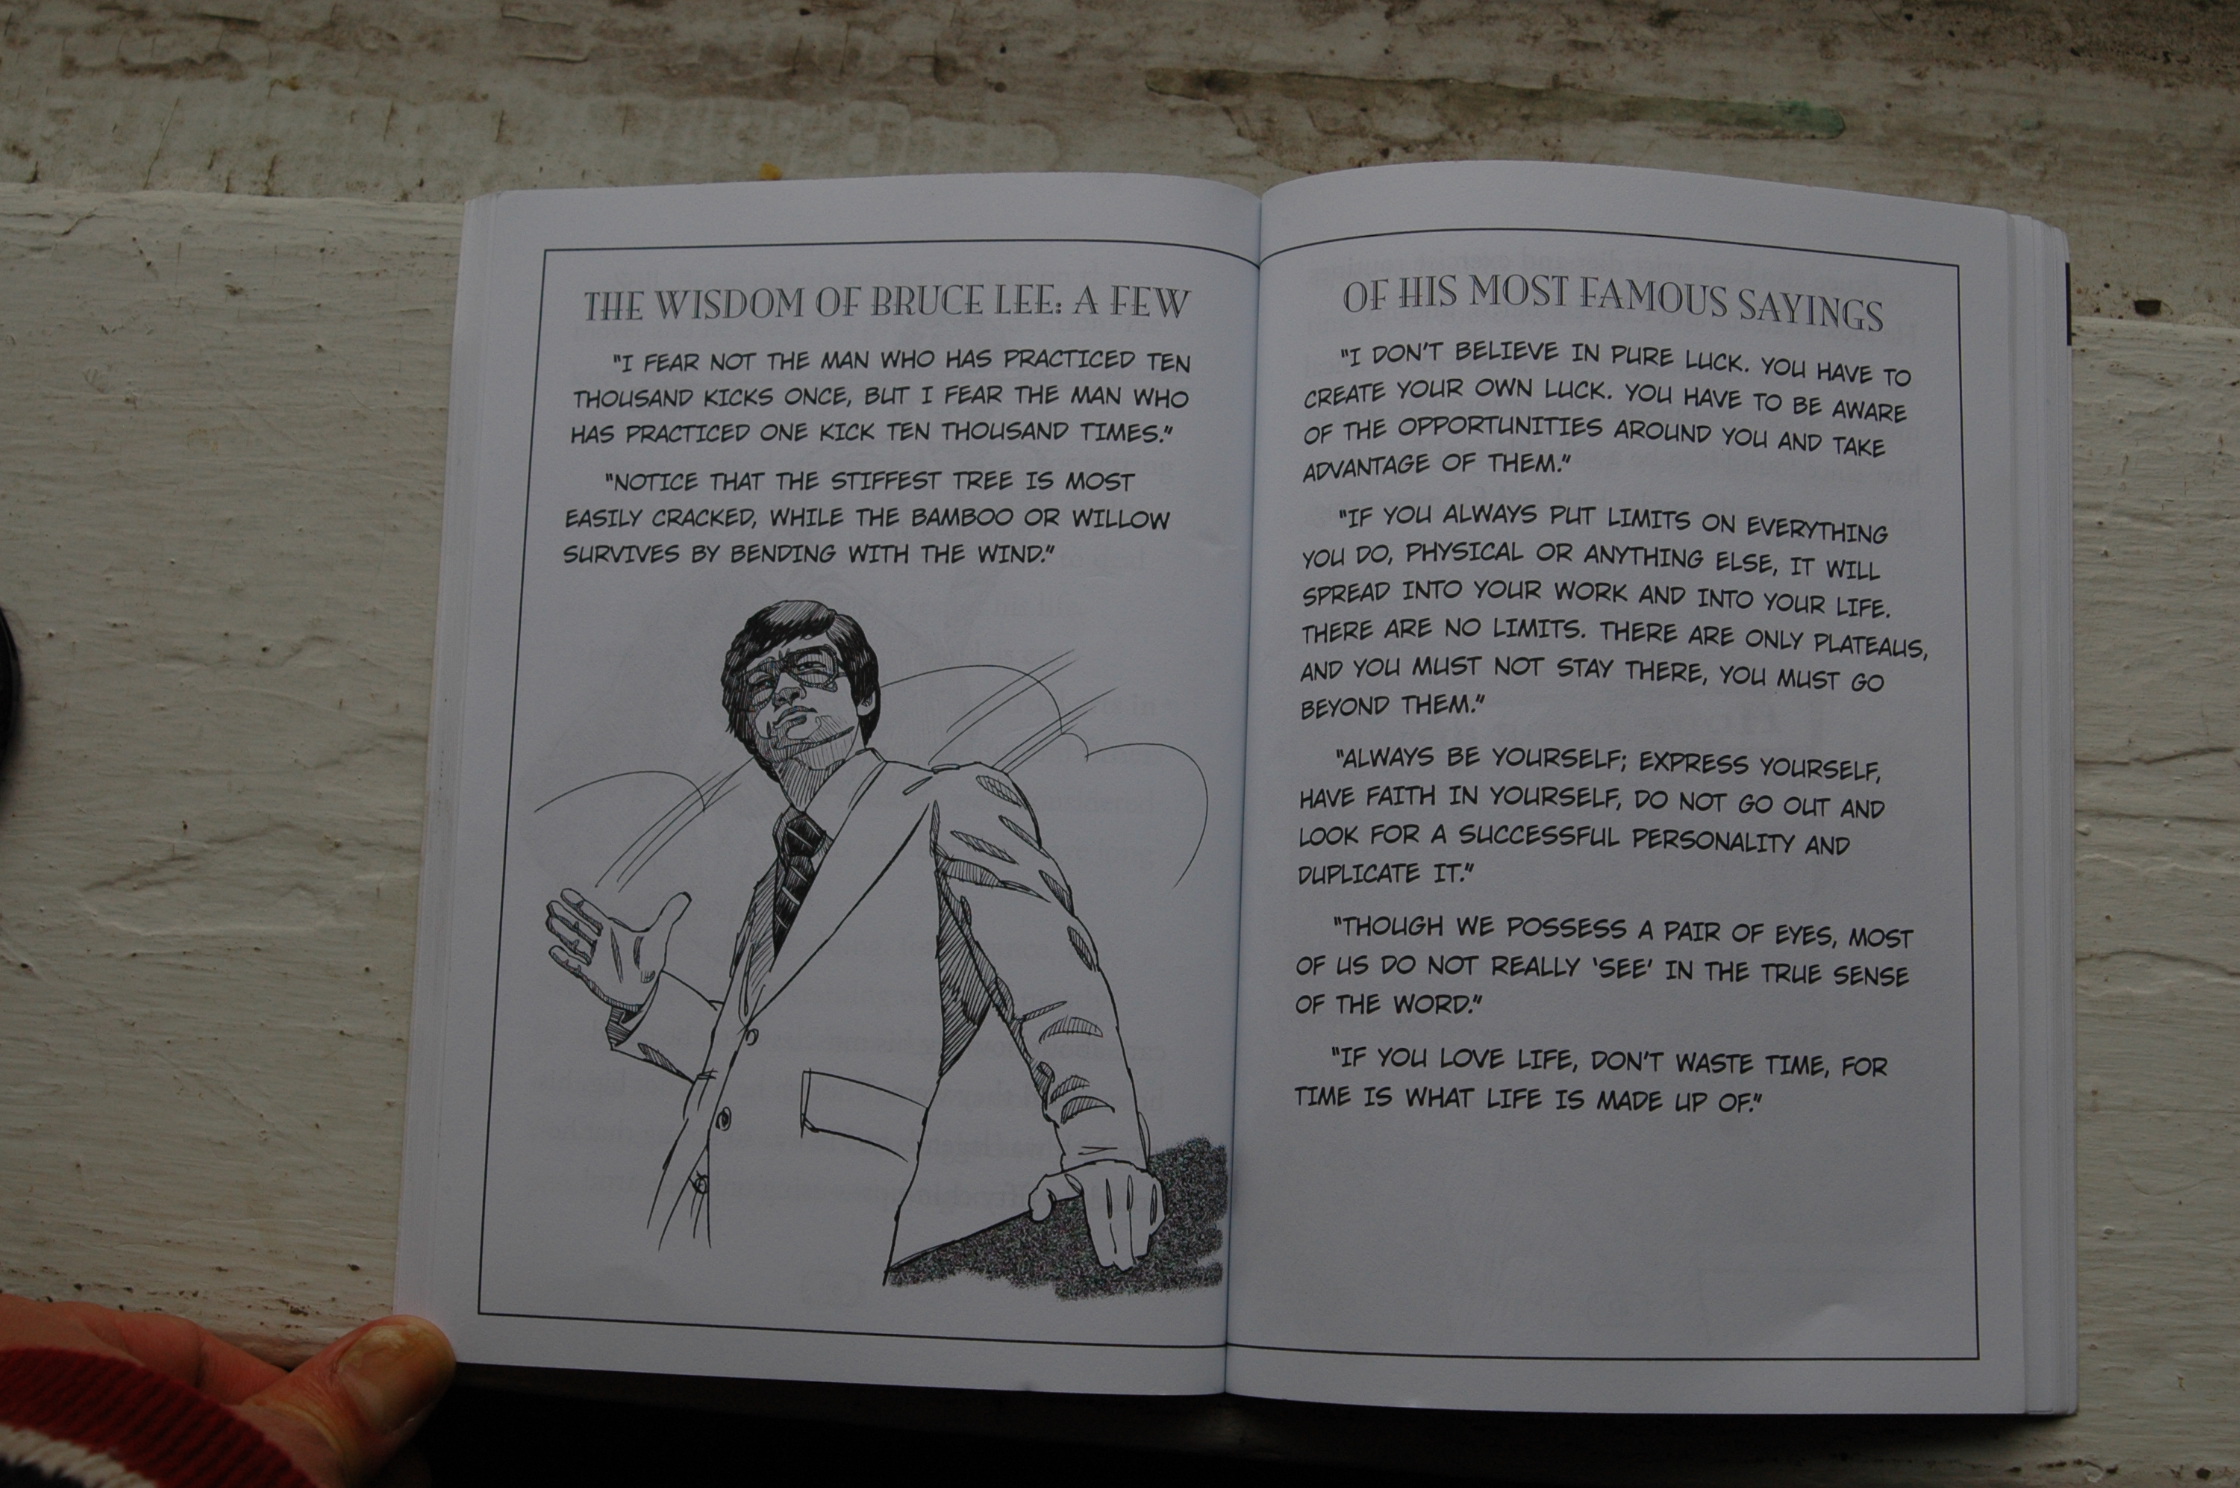 THE WISDOM OF BRUCE LEE: A FEW
"I FEAR NOT THE MAN WHO HAS PRACTICED TEN
THOUSAND KICKS ONCE, BUT I FEAR THE MAN WHO
HAS PRACTICED ONE KICK TEN THOUSAND TIMES."
"NOTICE THAT THE STIFFEST TREE IS MOST
EASILY CRACKED, WHILE THE BAMBOO OR WILLOW
SURVIVES BY BENDING WITH THE WIND."
OF HIS MOST FAMOUS SAYINGS
"I DON'T BELIEVE IN PURE LUCK. YOU HAVE TO
CREATE YOUR OWN LUCK. YOU HAVE TO BE AWARE
OF THE OPPORTUNITIES AROUND YOU AND TAKE
ADVANTAGE OF THEM."
"IF YOU ALWAYS PUT LIMITS ON EVERYTHING
YOU DO, PHYSICAL OR ANYTHING ELSE, IT WILL
SPREAD INTO YOUR WORK AND INTO YOUR LIFE.
THERE ARE NO LIMITS. THERE ARE ONLY PLATEAUS,
AND YOU MUST NOT STAY THERE, YOU MUST GO
BEYOND THEM."
"ALWAYS BE YOURSELF; EXPRESS YOURSELF,
HAVE FAITH IN YOURSELF, DO NOT GO OUT AND
LOOK FOR A SUCCESSFUL PERSONALITY AND
DUPLICATE IT."
"THOUGH WE POSSESS A PAIR OF EYES, MOST
OF US DO NOT REALLY 'SEE' IN THE TRUE SENSE
OF THE WORD."
"IF YOU LOVE LIFE, DON'T WASTE TIME, FOR
TIME IS WHAT LIFE IS MADE UP OF."